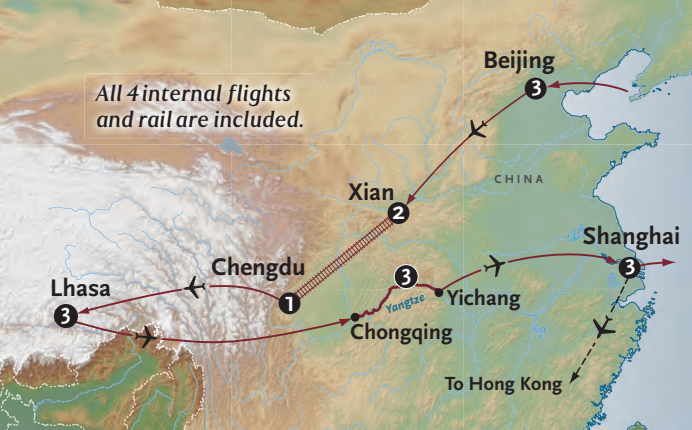 Beijing
3
All 4 internal flights
and rail are included.
CHINA
Xian
2
Shanghai
3
Chengdu
1
3
Yangtze
Yichang
Lhasa
3
Chongqing
To Hong Kong